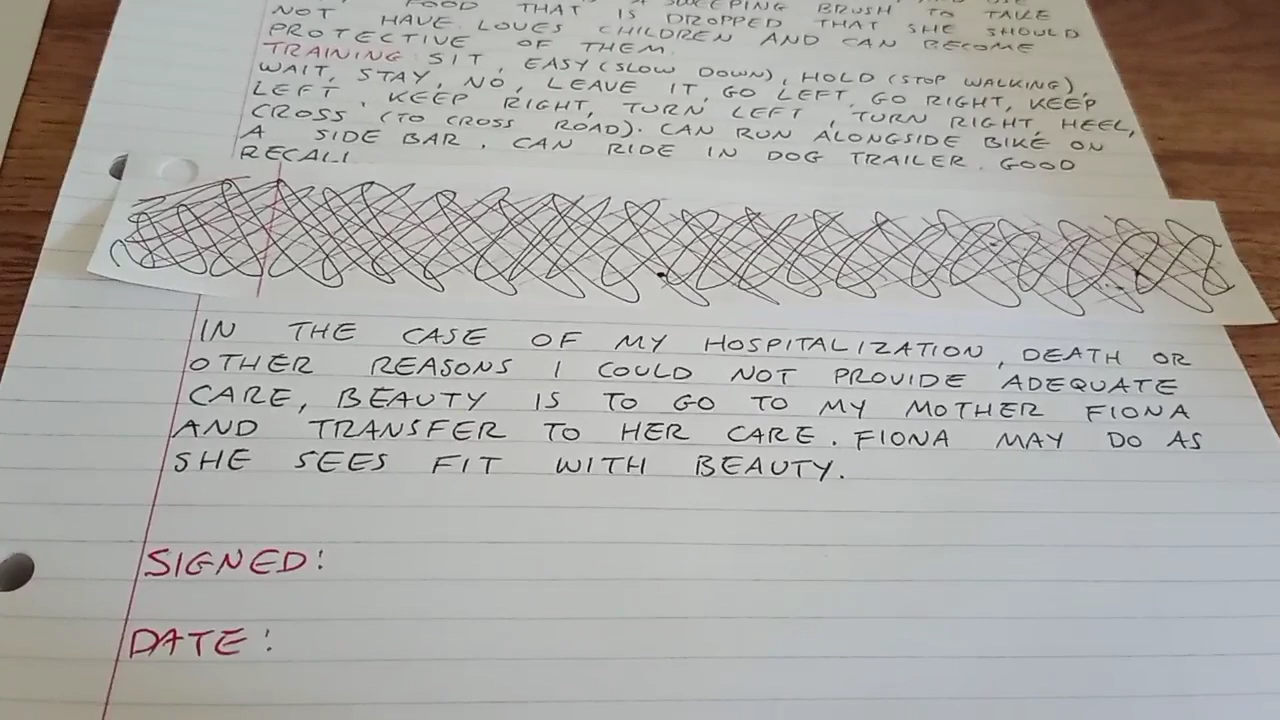 FOOD THAT IS A SWEEPING BRUSH TO TAKE
NOT HAVE LOVES CHILDREN AND CAN BECOME
PROTECTIVE OF THEM
TRAINING SIT, EASY (SLOW DOWN), HOLD (STOP WALKING),
WAIT, STAY, NO, LEAVE IT, GO LEFT, GO RIGHT, KEEP
LEFT, KEEP RIGHT, TURN LEFT, TURN RIGHT, HEEL,
CROSS (TO CROSS ROAD). CAN RUN ALONGSIDE BIKE ON
A SIDE BAR. CAN RIDE IN DOG TRAILER. GOOD
RECALL
IN THE CASE OF MY HOSPITALIZATION, DEATH OR
OTHER REASONS I COULD NOT PROVIDE ADEQUATE
CARE, BEAUTY IS TO GO TO MY MOTHER FIONA
AND TRANSFER TO HER CARE. FIONA MAY DO AS
SHE SEES FIT WITH BEAUTY.
SIGNED:
DATE: